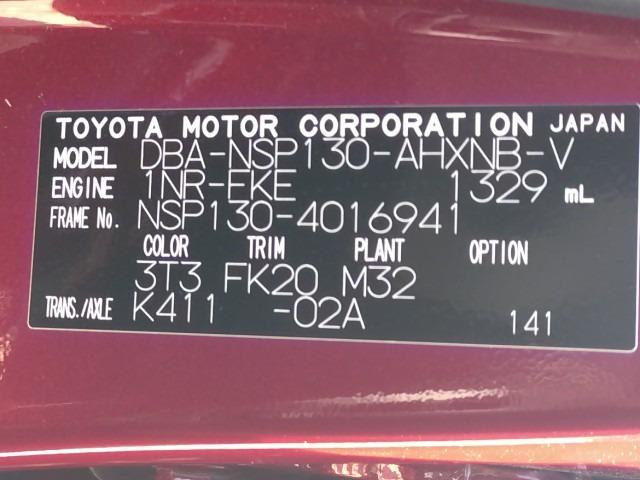 TOYOTA MOTOR CORPORATION JAPAN
MODEL DBA-NSP130-AHXNB-V
ENGINE 1NR-EKE 1329 mL
FRAME No. NSP130-4016941
COLOR TRIM PLANT OPTION
3T3 FK20 M32
TRANS./AXLE K411 -02A 141